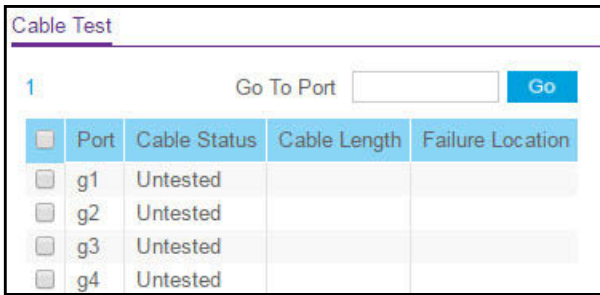 Cable Test
1 Go To Port Go
Port Cable Status Cable Length Failure Location
g1 Untested
g2 Untested
g3 Untested
g4 Untested